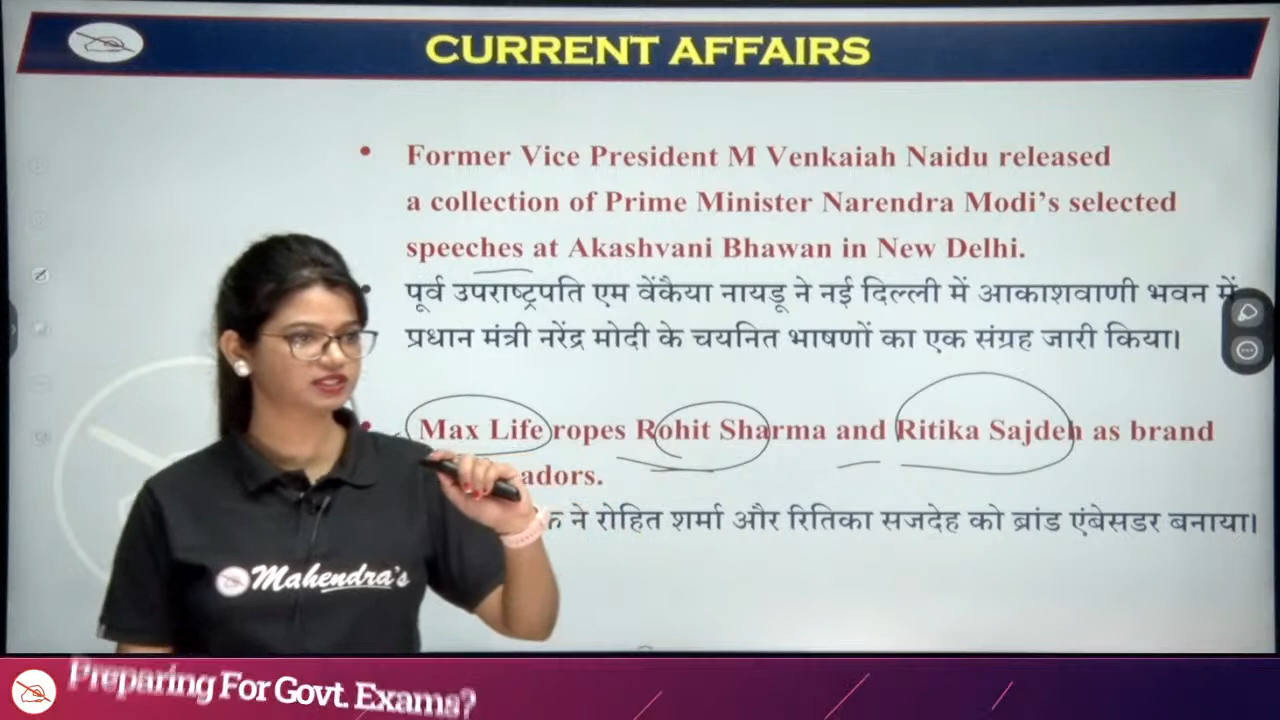 CURRENT AFFAIRS
• Former Vice President M Venkaiah Naidu released
a collection of Prime Minister Narendra Modi’s selected
speeches at Akashvani Bhawan in New Delhi.
पूर्व उपराष्ट्रपति एम वेंकैया नायडू ने नई दिल्ली में आकाशवाणी भवन में
प्रधान मंत्री नरेंद्र मोदी के चयनित भाषणों का एक संग्रह जारी किया।
Max Life ropes Rohit Sharma and Ritika Sajdeh as brand
adors.
ने रोहित शर्मा और रितिका सजदेह को ब्रांड एंबेसडर बनाया।
Mahendra's
Preparing For Govt. Exams?